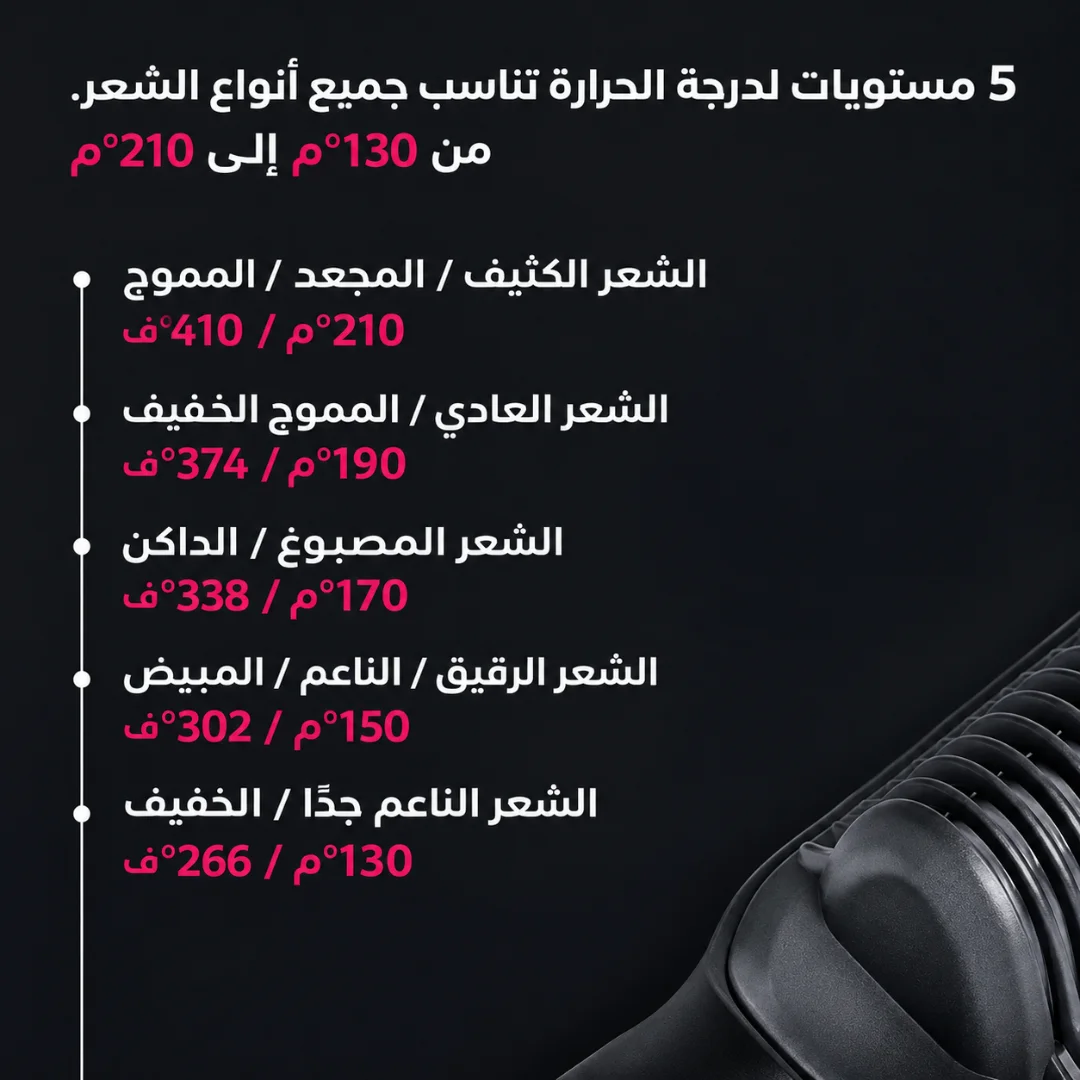 5 مستويات لدرجة الحرارة تناسب جميع أنواع الشعر.
من 130°م إلى 210°م
الشعر الكثيف / المجعد / المموج
210°م / 410°ف
الشعر العادي / المموج الخفيف
190°م / 374°ف
الشعر المصبوغ / الداكن
170°م / 338°ف
الشعر الرقيق / الناعم / المبيض
150°م / 302°ف
الشعر الناعم جدًا / الخفيف
130°م / 266°ف